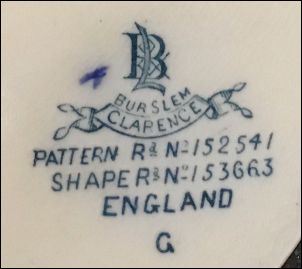 BL
BURSLEM
CLARENCE
PATTERN Rᵈ Nº 152541
SHAPE Rᵈ Nº 153663
ENGLAND
G